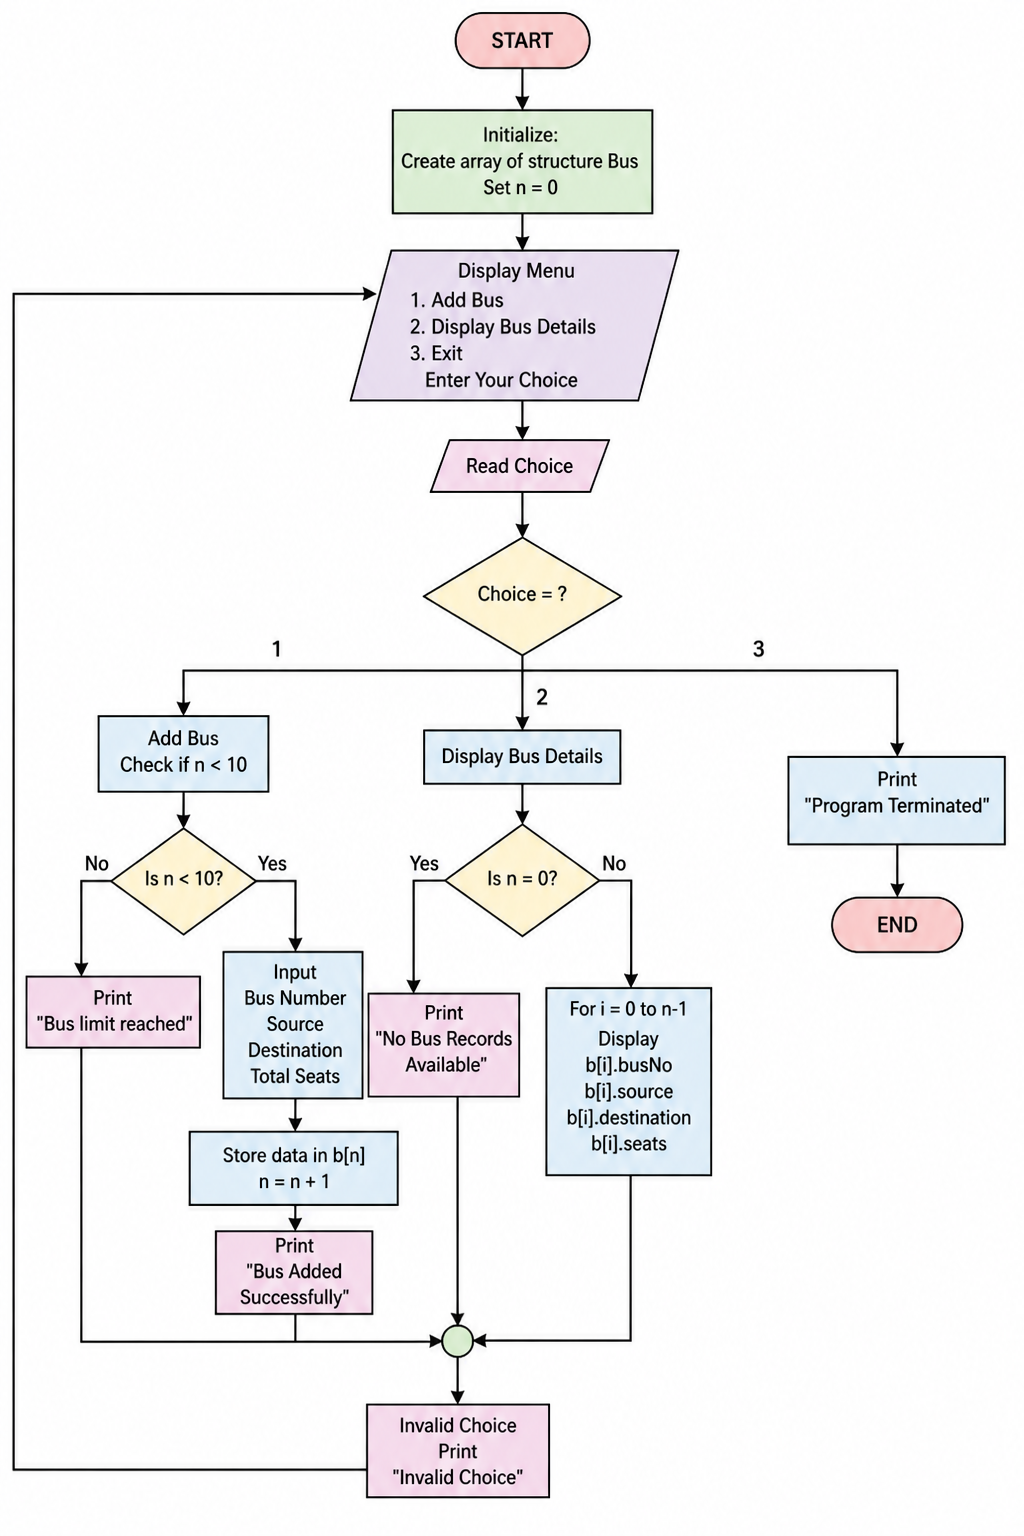 START
Initialize:
Create array of structure Bus
Set n = 0
Display Menu
1. Add Bus
2. Display Bus Details
3. Exit
Enter Your Choice
Read Choice
Choice = ?
1
2
3
Add Bus
Check if n < 10
Display Bus Details
Print
"Program Terminated"
No
Is n < 10?
Yes
Yes
Is n = 0?
No
END
Print
"Bus limit reached"
Input
Bus Number
Source
Destination
Total Seats
Print
"No Bus Records
Available"
For i = 0 to n-1
Display
b[i].busNo
b[i].source
b[i].destination
b[i].seats
Store data in b[n]
n = n + 1
Print
"Bus Added
Successfully"
Invalid Choice
Print
"Invalid Choice"